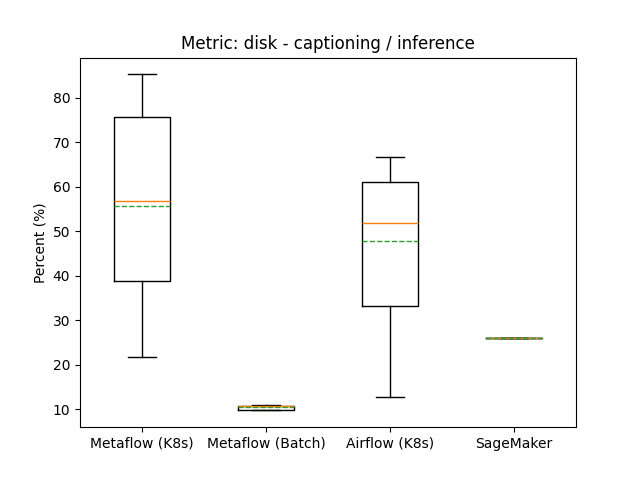 Metric: disk - captioning / inference
Percent (%)
80
70
60
50
40
30
20
10
Metaflow (K8s) Metaflow (Batch) Airflow (K8s) SageMaker